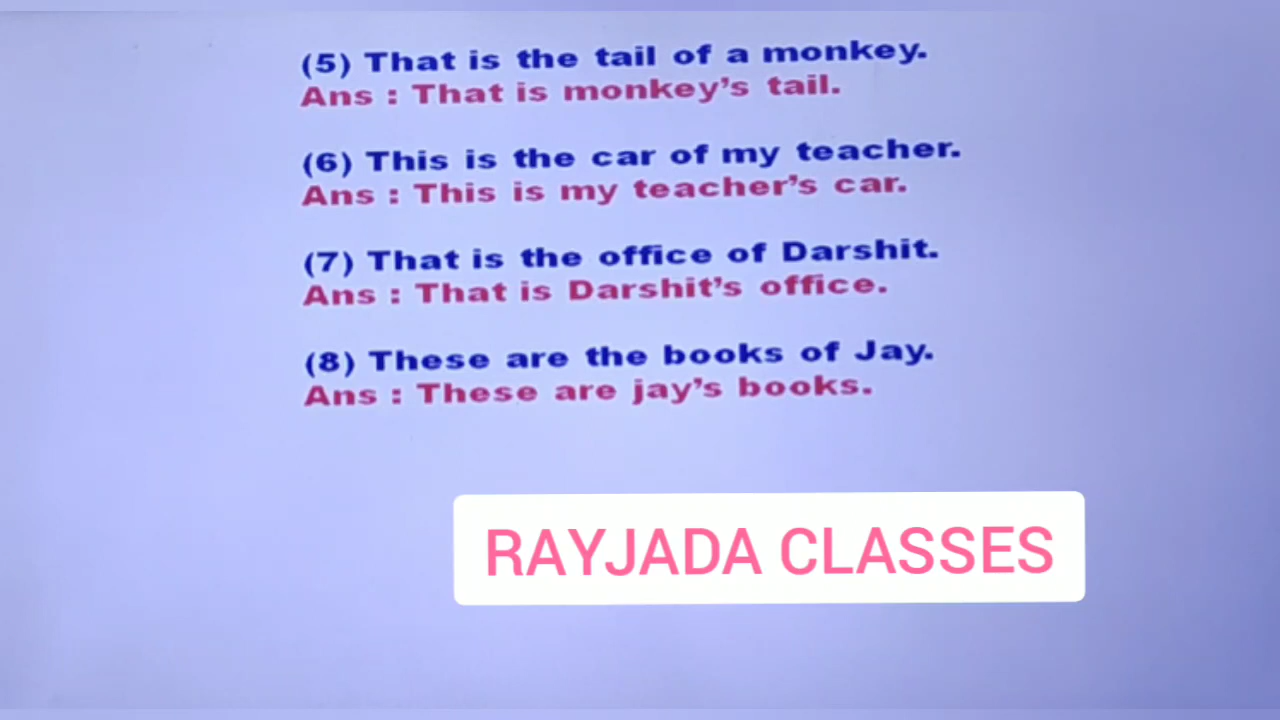 (5) That is the tail of a monkey.
Ans : That is monkey's tail.
(6) This is the car of my teacher.
Ans : This is my teacher's car.
(7) That is the office of Darshit.
Ans : That is Darshit's office.
(8) These are the books of Jay.
Ans : These are jay's books.
RAYJADA CLASSES